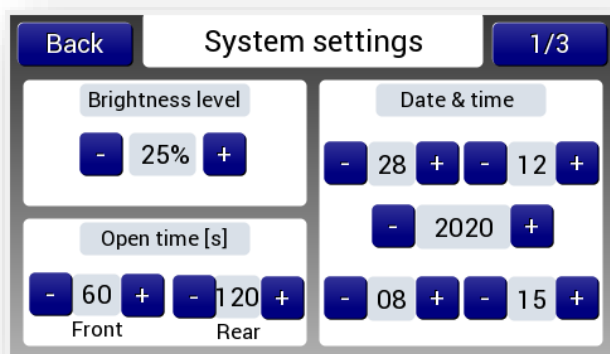 Back System settings 1/3
Brightness level
- 25% +
Open time [s]
- 60 + - 120 +
Front Rear
Date & time
- 28 + - 12 +
- 2020 +
- 08 + - 15 +